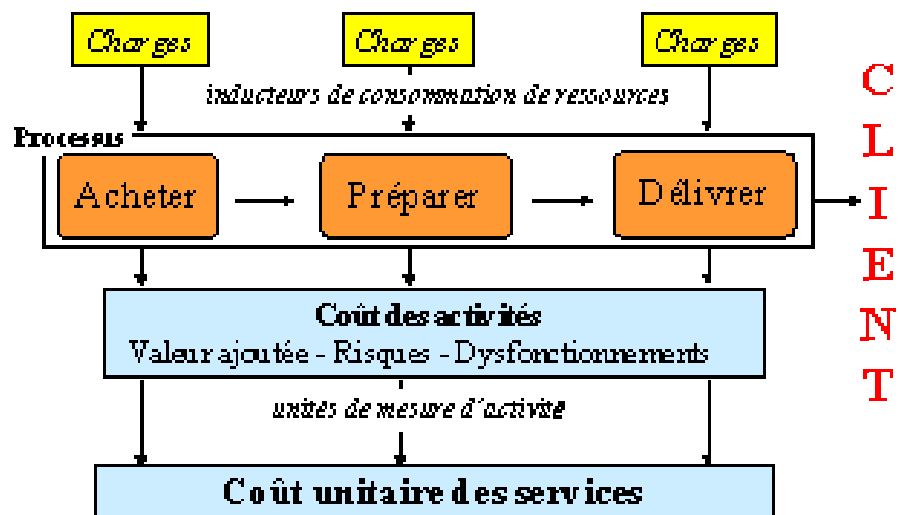 Charges
Charges
Charges
inducteurs de consommation de ressources
Processus
Acheter
Préparer
Délivrer
CLIENT
Coût des activités
Valeur ajoutée - Risques - Dysfonctionnements
unites de mesure d'activité
Coût unitaire des services